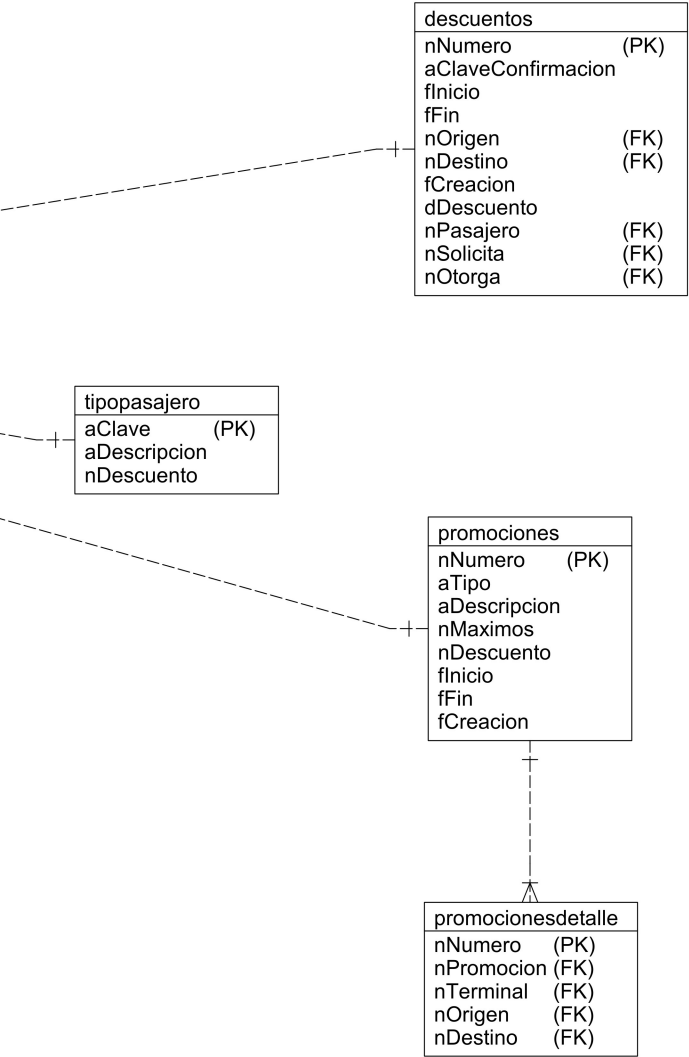 descuentos
nNumero (PK)
aClaveConfirmacion
fInicio
fFin
nOrigen (FK)
nDestino (FK)
fCreacion
dDescuento
nPasajero (FK)
nSolicita (FK)
nOtorga (FK)
tipopasajero
aClave (PK)
aDescripcion
nDescuento
promociones
nNumero (PK)
aTipo
aDescripcion
nMaximos
nDescuento
fInicio
fFin
fCreacion
promocionesdetalle
nNumero (PK)
nPromocion (FK)
nTerminal (FK)
nOrigen (FK)
nDestino (FK)